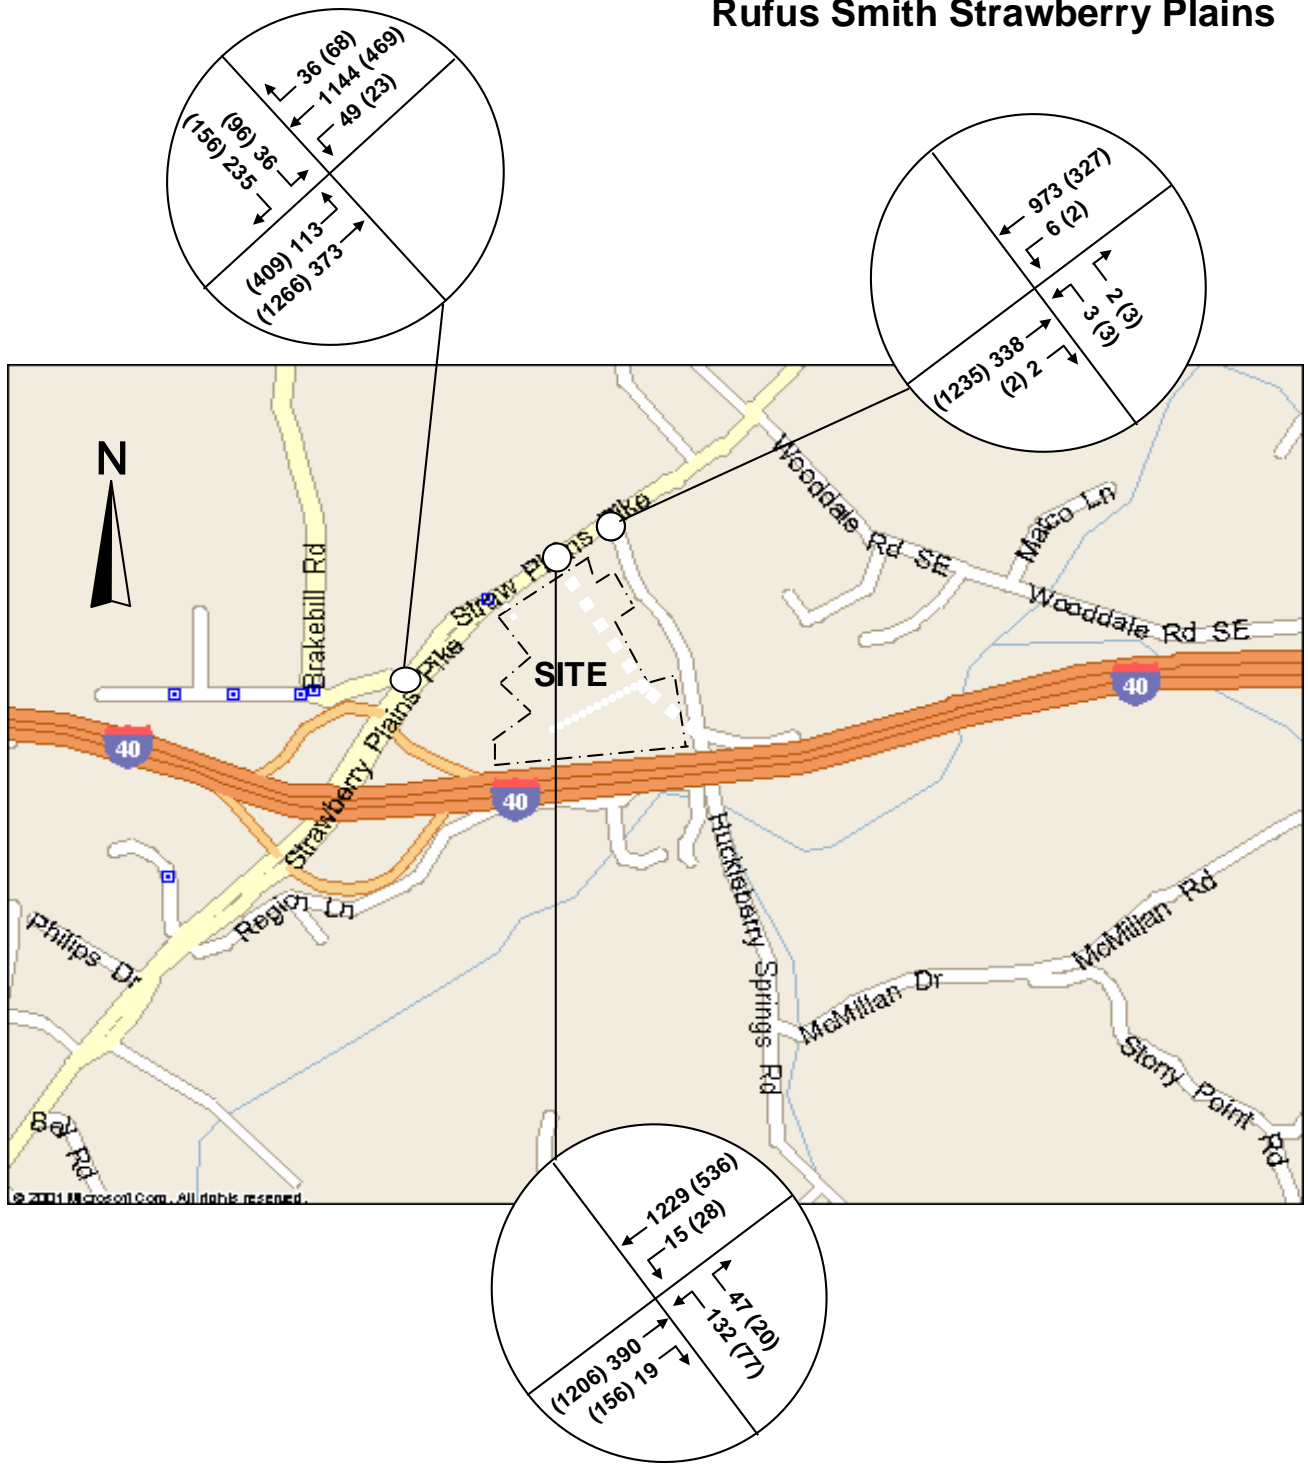 Rufus Smith Strawberry Plains
36 (68)
1144 (469)
49 (23)
(96) 36
(156) 235
(409) 113
(1266) 373
973 (327)
6 (2)
2 (3)
3 (3)
(1235) 338
(2) 2
N
Brakebill Rd
Straw Plains Pike
Strawberry Plains Pike
Wooddale Rd SE
Malco Ln
Wooddale Rd SE
SITE
40
40
40
Huckleberry Springs Rd
Region Ln
Philips Dr
McMillan Rd
McMillan Dr
Stony Point Rd
Bay Rd
© 2001 Microsoft Corp. All rights reserved.
1229 (536)
15 (28)
47 (20)
132 (77)
(1206) 390
(156) 19